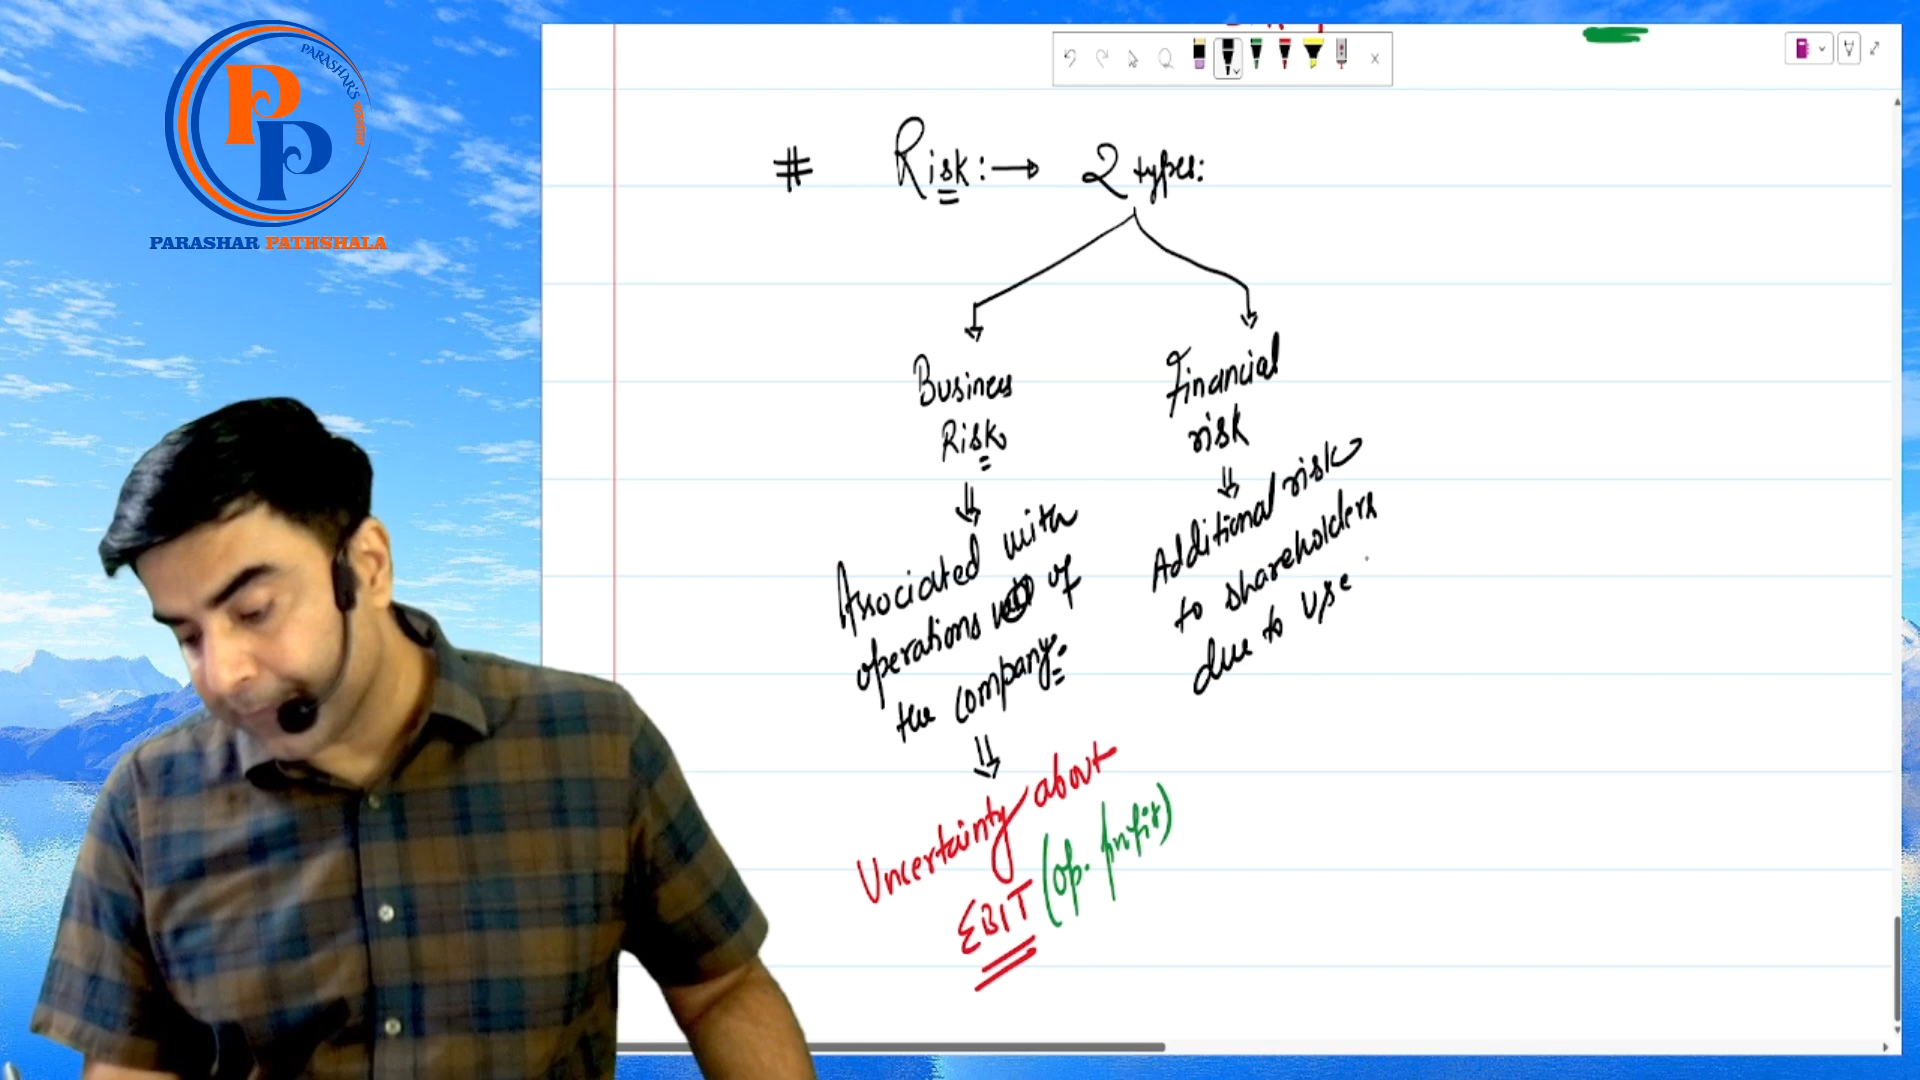 PARASHAR'S
PP
PARASHAR PATHSHALA
# Risk:→ 2 types:
Business
Risk
Financial
risk
Associated with
operations of
the company.
Uncertainty about
EBIT (op. profit)
Additional risk
to shareholders
due to use